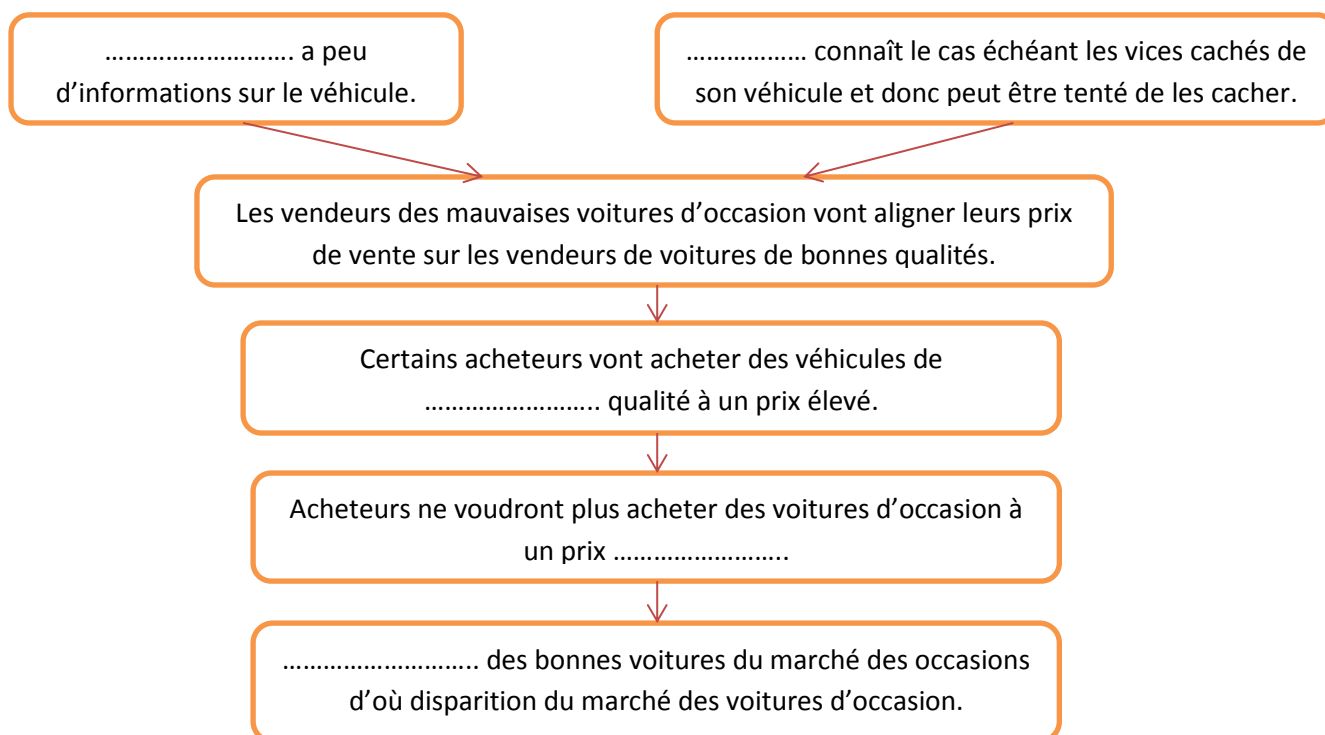 ………………………. a peu
d’informations sur le véhicule.
……………… connaît le cas échéant les vices cachés de
son véhicule et donc peut être tenté de les cacher.
Les vendeurs des mauvaises voitures d’occasion vont aligner leurs prix
de vente sur les vendeurs de voitures de bonnes qualités.
Certains acheteurs vont acheter des véhicules de
…………………….. qualité à un prix élevé.
Acheteurs ne voudront plus acheter des voitures d’occasion à
un prix ……………………..
…………………….. des bonnes voitures du marché des occasions
d’où disparition du marché des voitures d’occasion.